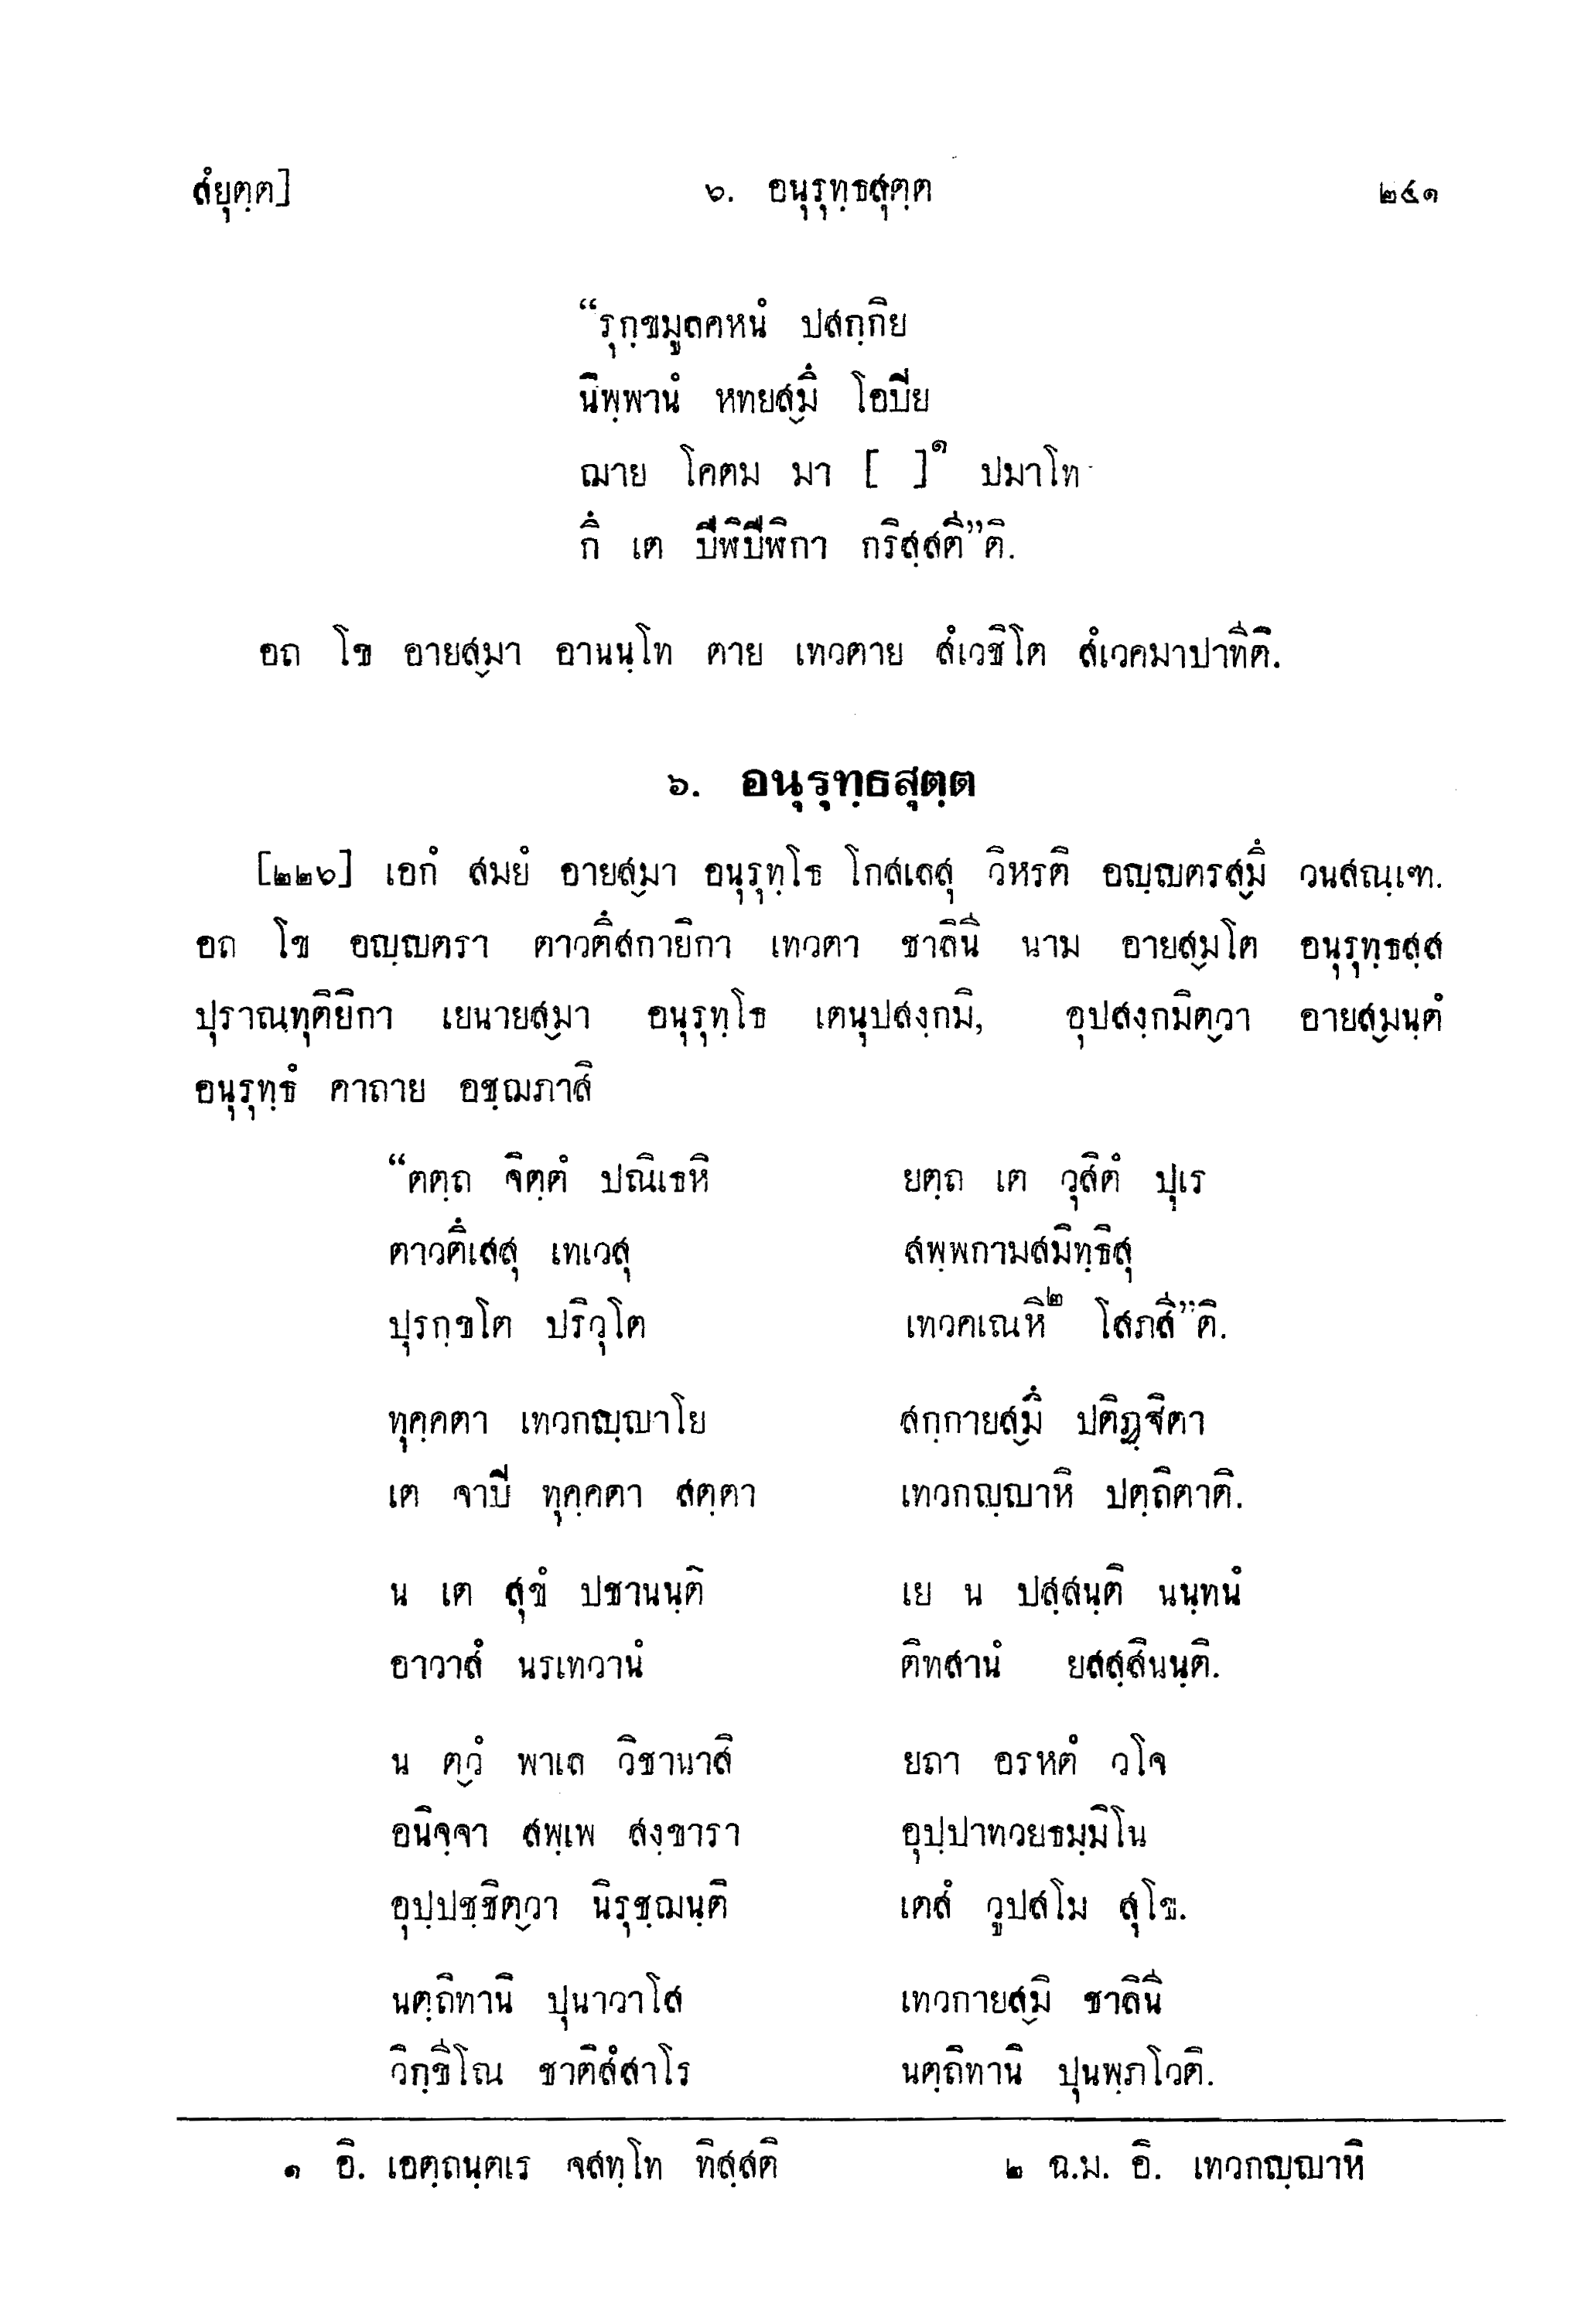 สํยุตฺต] ๖. อนุรุทฺธสุตฺต ๒๕๑
“รุกฺขมูลคหนํ ปสกฺกิย
นิพฺพานํ หทยสฺมึ โอปิย
ฌาย โคตม มา [ ]๑ ปมาโท
กึ เต ปิฬิปิฬิกา กริสฺสตี”ติ.
อถ โข อายสฺมา อานนฺโท ตาย เทวตาย สํเวชิโต สํเวคมาปาทีติ.
๖. อนุรุทฺธสุตฺต
[๒๒๖] เอกํ สมยํ อายสฺมา อนุรุทฺโธ โกสเลสุ วิหรติ อญฺญตรสฺมึ วนสณฺเฑ.
อถ โข อญฺญตรา ตาวตึสกายิกา เทวตา ชาลินี นาม อายสฺมโต อนุรุทฺธสฺส
ปุราณทุติยิกา เยนายสฺมา อนุรุทฺโธ เตนุปสงฺกมิ, อุปสงฺกมิตฺวา อายสฺมนฺตํ
อนุรุทฺธํ คาถาย อชฺฌภาสิ
“ตตฺถ จิตฺตํ ปณิเธหิ ยตฺถ เต วุสิตํ ปุเร
ตาวตึเสสุ เทเวสุ สพฺพกามสมิทฺธิสุ
ปุรกฺขโต ปริวุโต เทวคเณหิ๒ โสภสี”ติ.
ทุคฺคตา เทวกญฺญาโย สกฺกายสฺมึ ปติฏฺฐิตา
เต จาปิ ทุคฺคตา สตฺตา เทวกญฺญาหิ ปตฺถิตาติ.
น เต สุขํ ปชานนฺติ เย น ปสฺสนฺติ นนฺทนํ
อาวาสํ นรเทวานํ ติทสานํ ยสสฺสินนฺติ.
น ตฺวํ พาเล วิชานาสิ ยถา อรหตํ วโจ
อนิจฺจา สพฺเพ สงฺขารา อุปฺปาทวยธมฺมิโน
อุปฺปชฺชิตฺวา นิรุชฺฌนฺติ เตสํ วูปสโม สุโข.
นตฺถิทานิ ปุนาวาโส เทวกายสฺมิ ชาลินี
วิกฺขีโณ ชาติสํสาโร นตฺถิทานิ ปุนพฺภโวติ.
๑ อิ. เอตฺถนฺตเร จสทฺโท ทิสฺสติ ๒ ฉ.ม. อิ. เทวกญฺญาหิ